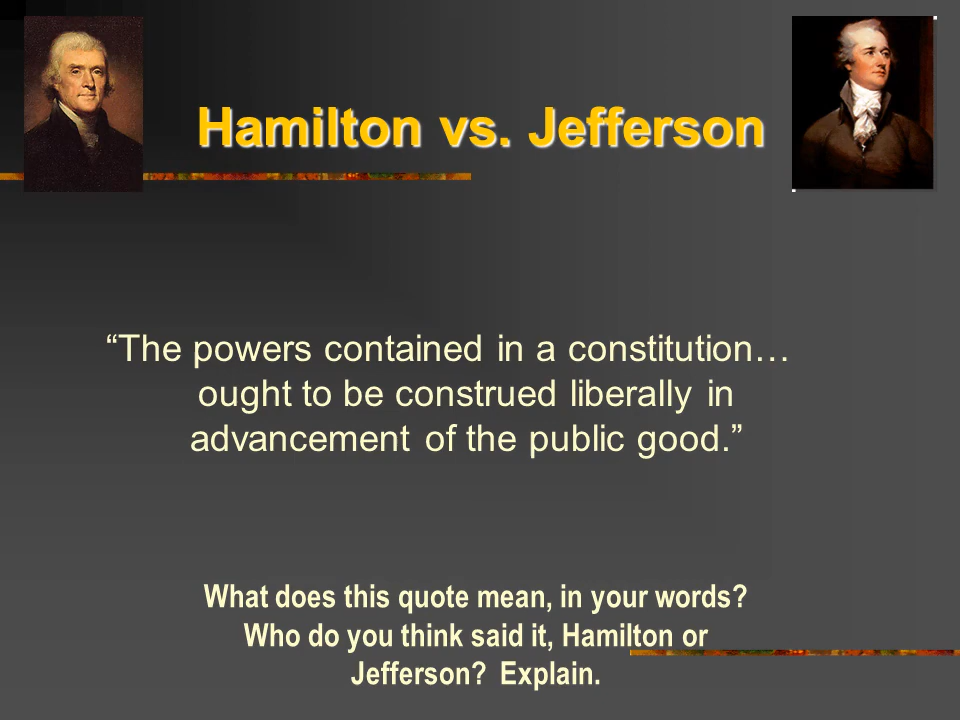 Hamilton vs. Jefferson
“The powers contained in a constitution…
ought to be construed liberally in
advancement of the public good.”
What does this quote mean, in your words?
Who do you think said it, Hamilton or
Jefferson? Explain.